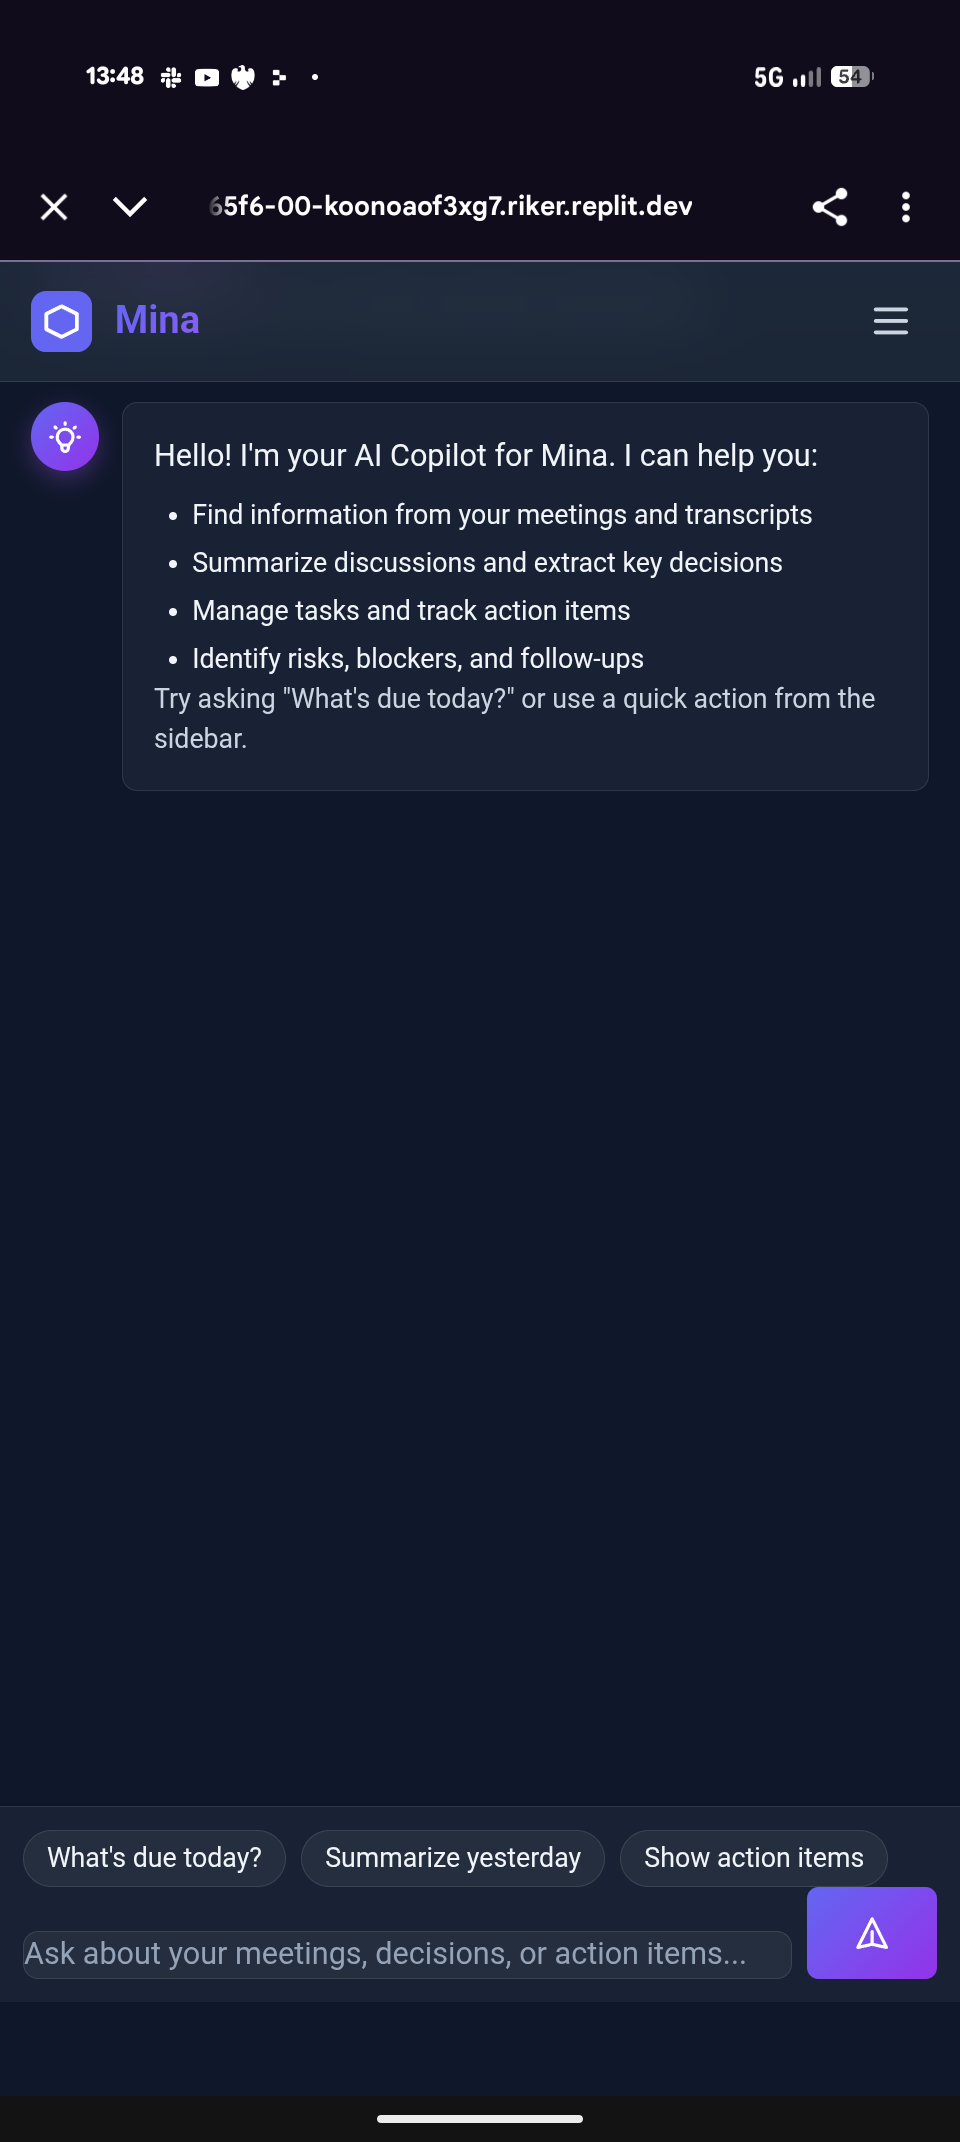 13:48
5G
54
65f6-00-koonoaof3xg7.riker.replit.dev
Mina
Hello! I'm your AI Copilot for Mina. I can help you:
• Find information from your meetings and transcripts
• Summarize discussions and extract key decisions
• Manage tasks and track action items
• Identify risks, blockers, and follow-ups
Try asking "What's due today?" or use a quick action from the
sidebar.
What's due today?
Summarize yesterday
Show action items
Ask about your meetings, decisions, or action items...